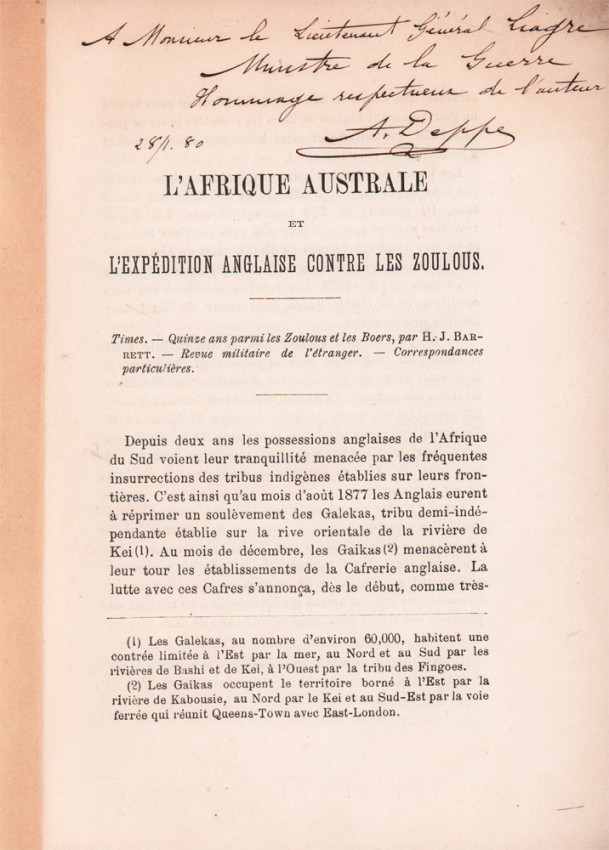 A Monsieur le Lieutenant Général Liagre
Ministre de la Guerre
Hommage respectueux de l'auteur
A. Deppe
28/1. 80
L'AFRIQUE AUSTRALE
ET
L'EXPÉDITION ANGLAISE CONTRE LES ZOULOUS.
Times. — Quinze ans parmi les Zoulous et les Boers, par H. J. BAR-
RETT. — Revue militaire de l'étranger. — Correspondances
particulières.
Depuis deux ans les possessions anglaises de l'Afrique
du Sud voient leur tranquillité menacée par les fréquentes
insurrections des tribus indigènes établies sur leurs fron-
tières. C'est ainsi qu'au mois d'août 1877 les Anglais eurent
à réprimer un soulèvement des Galekas, tribu demi-indé-
pendante établie sur la rive orientale de la rivière de
Kei (1). Au mois de décembre, les Gaikas (2) menacèrent à
leur tour les établissements de la Cafrerie anglaise. La
lutte avec ces Cafres s'annonça, dès le début, comme très-
(1) Les Galekas, au nombre d'environ 60,000, habitent une
contrée limitée à l'Est par la mer, au Nord et au Sud par les
rivières de Bashi et de Kei, à l'Ouest par la tribu des Fingoes.
(2) Les Gaikas occupent le territoire borné à l'Est par la
rivière de Kabousie, au Nord par le Kei et au Sud-Est par la voie
ferrée qui réunit Queens-Town avec East-London.